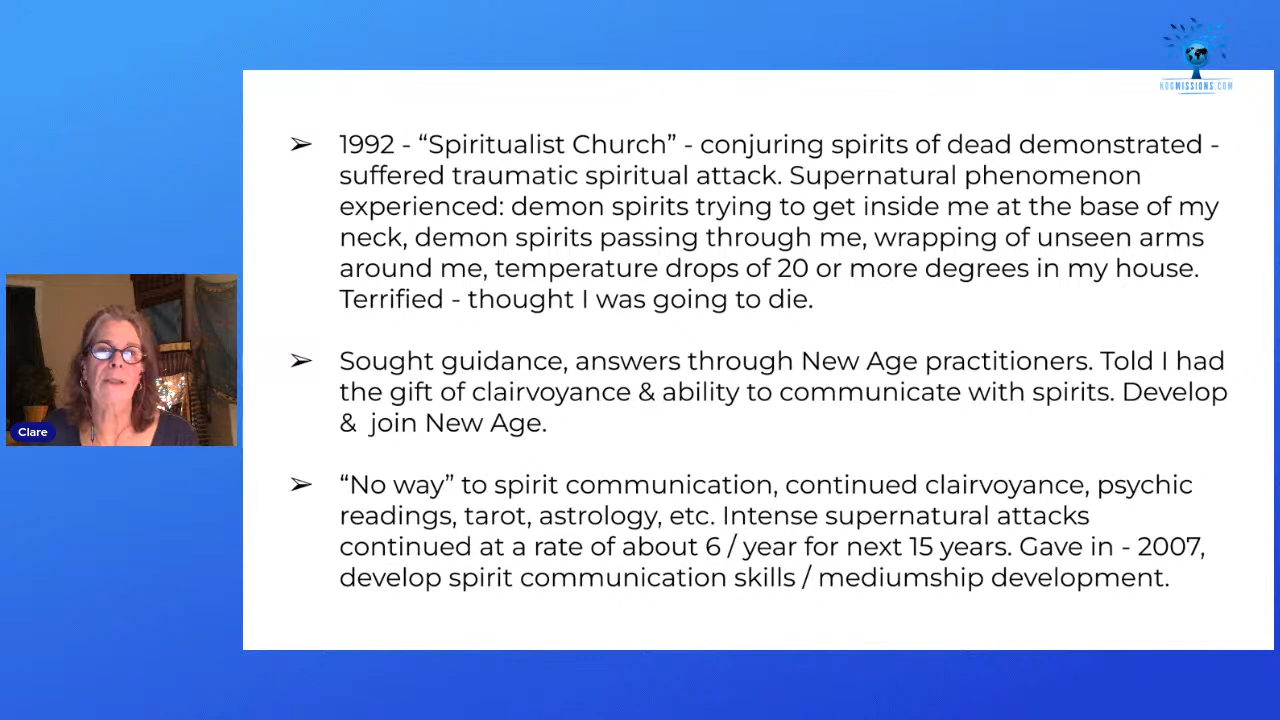 NOGMISSIONS.COM
➢ 1992 - “Spiritualist Church” - conjuring spirits of dead demonstrated -
suffered traumatic spiritual attack. Supernatural phenomenon
experienced: demon spirits trying to get inside me at the base of my
neck, demon spirits passing through me, wrapping of unseen arms
around me, temperature drops of 20 or more degrees in my house.
Terrified - thought I was going to die.
➢ Sought guidance, answers through New Age practitioners. Told I had
the gift of clairvoyance & ability to communicate with spirits. Develop
& join New Age.
➢ “No way” to spirit communication, continued clairvoyance, psychic
readings, tarot, astrology, etc. Intense supernatural attacks
continued at a rate of about 6 / year for next 15 years. Gave in - 2007,
develop spirit communication skills / mediumship development.
Clare